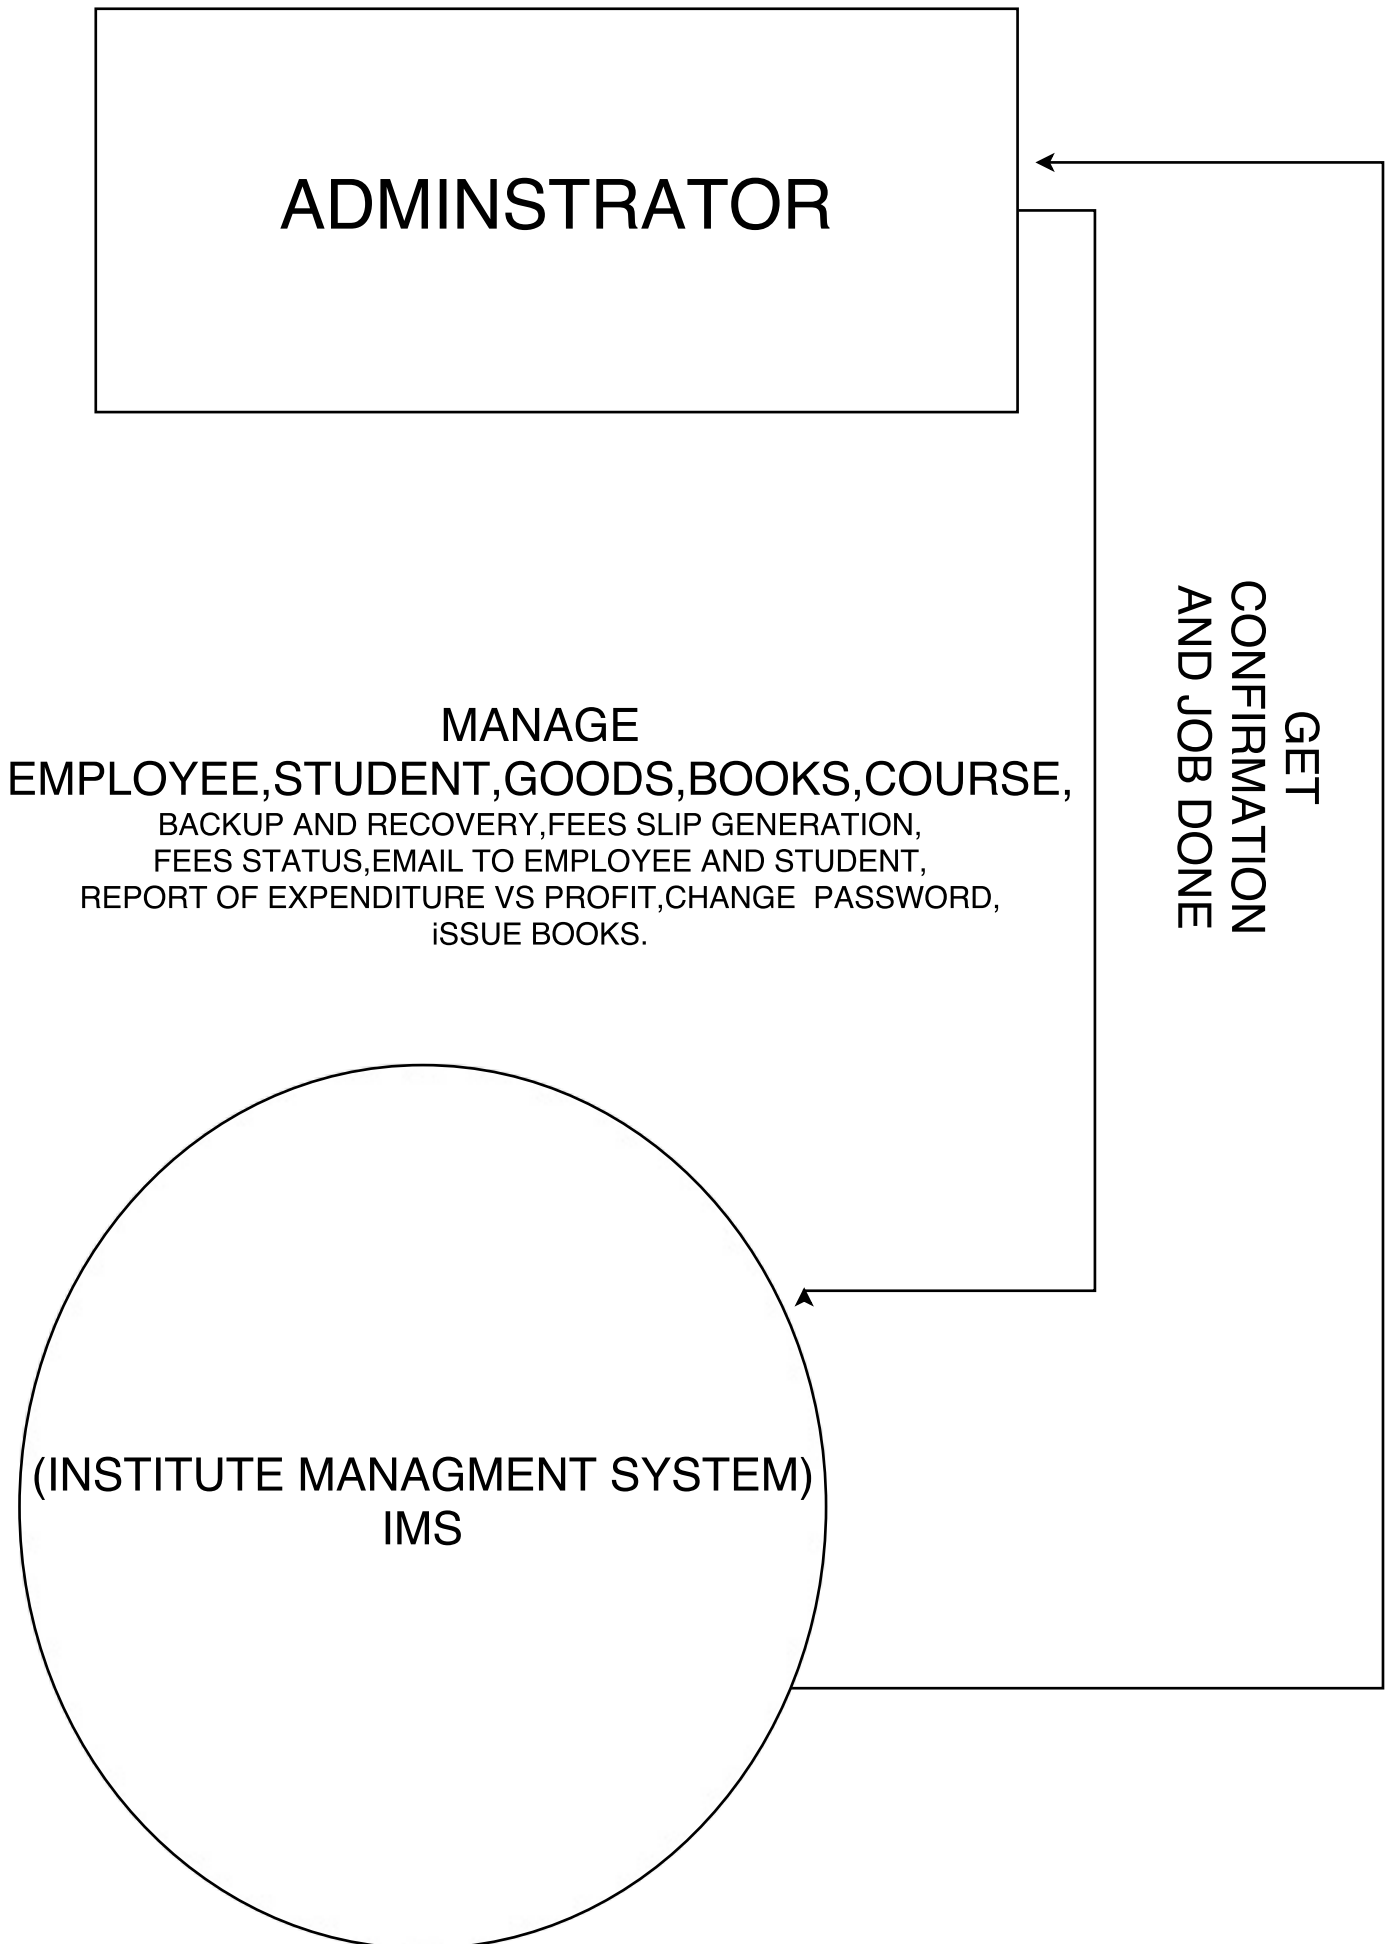 ADMINSTRATOR
GET
CONFIRMATION
AND JOB DONE
MANAGE
EMPLOYEE,STUDENT,GOODS,BOOKS,COURSE,
BACKUP AND RECOVERY,FEES SLIP GENERATION,
FEES STATUS,EMAIL TO EMPLOYEE AND STUDENT,
REPORT OF EXPENDITURE VS PROFIT,CHANGE  PASSWORD,
iSSUE BOOKS.
(INSTITUTE MANAGMENT SYSTEM)
IMS